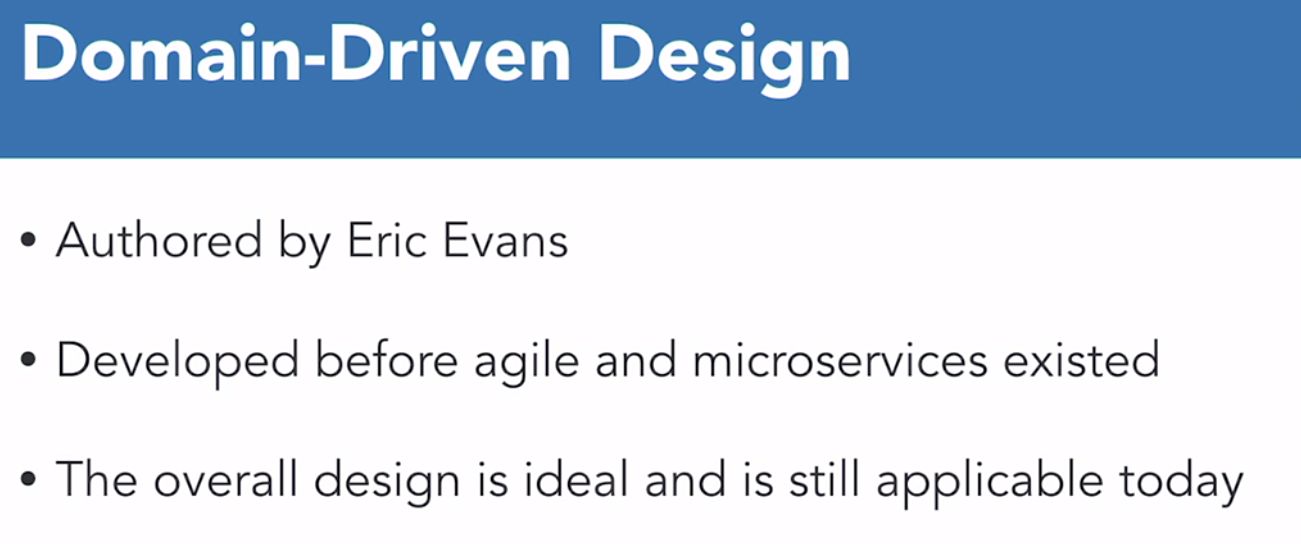 Domain-Driven Design
• Authored by Eric Evans
• Developed before agile and microservices existed
• The overall design is ideal and is still applicable today